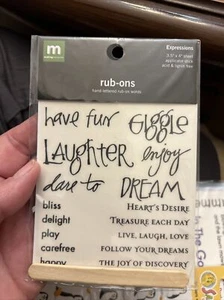 m
Expressions
rub-ons
have fun giggle
LAUGHTER enjoy
dare to DREAM
bliss HEART'S DESIRE
delight TREASURE EACH DAY
play LIVE, LAUGH, LOVE
carefree FOLLOW YOUR DREAMS
happy THE JOY OF DISCOVERY